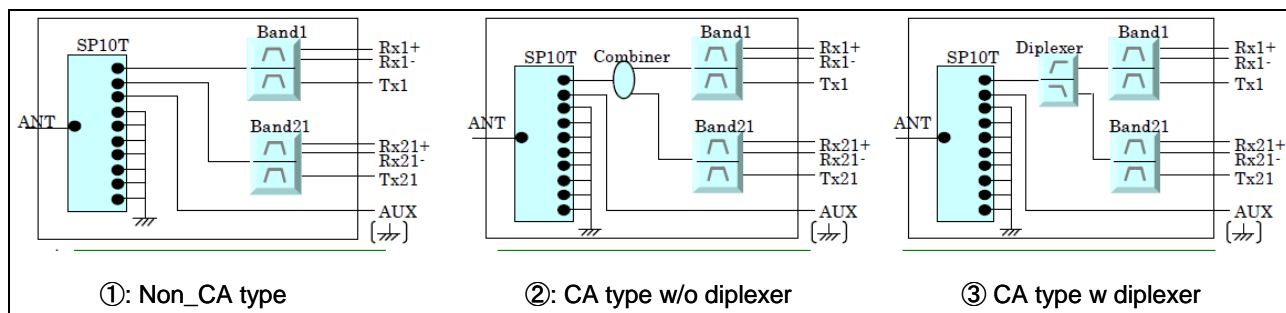 SP10T
Band1
Rx1+
Rx1-
Tx1
ANT
Band21
Rx21+
Rx21-
Tx21
AUX
①: Non_CA type
SP10T
Combiner
Band1
Rx1+
Rx1-
Tx1
ANT
Band21
Rx21+
Rx21-
Tx21
AUX
②: CA type w/o diplexer
SP10T
Diplexer
Band1
Rx1+
Rx1-
Tx1
ANT
Band21
Rx21+
Rx21-
Tx21
AUX
③ CA type w diplexer